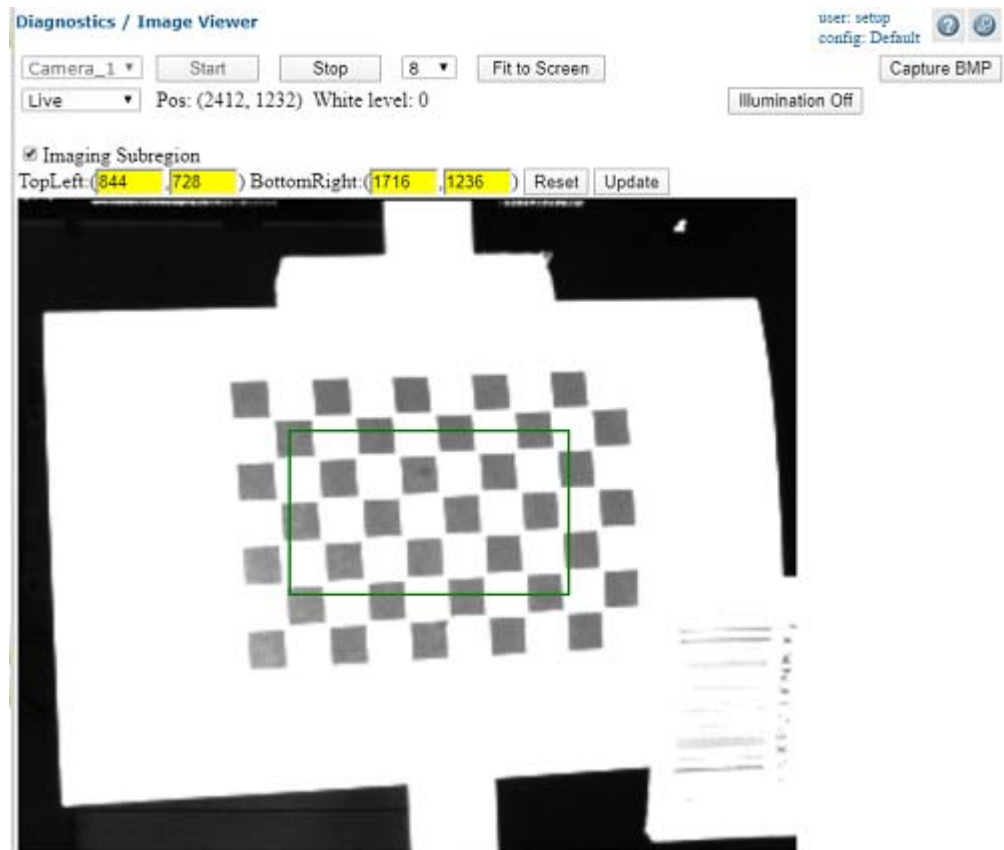 Diagnostics / Image Viewer
user: setup
config: Default
Camera_1 Start Stop 8 Fit to Screen Capture BMP
Live Pos: (2412, 1232) White level: 0 Illumination Off
Imaging Subregion
TopLeft:(844 ,728 ) BottomRight:(1716 ,1236 ) Reset Update